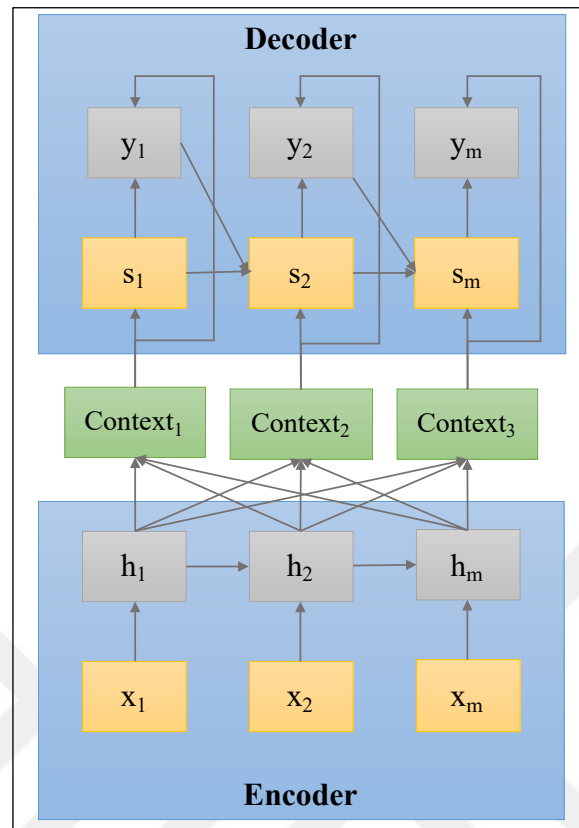 Decoder
y₁ y₂ yₘ
s₁ s₂ sₘ
Context₁ Context₂ Context₃
h₁ h₂ hₘ
x₁ x₂ xₘ
Encoder